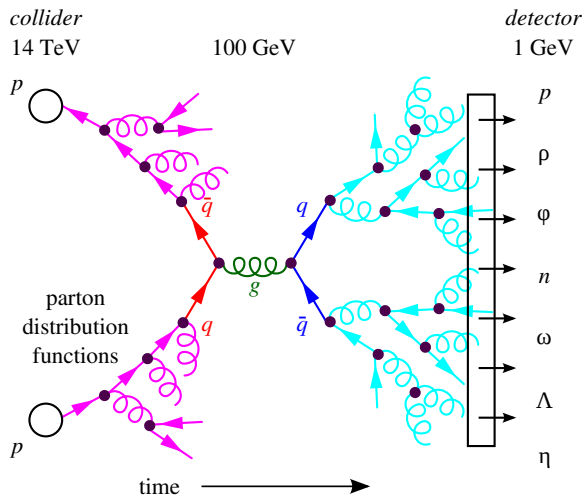 collider
14 TeV
100 GeV
detector
1 GeV
p
p
ρ
q̄
q
φ
g
n
parton
distribution
functions
q
q̄
ω
Λ
p
η
time